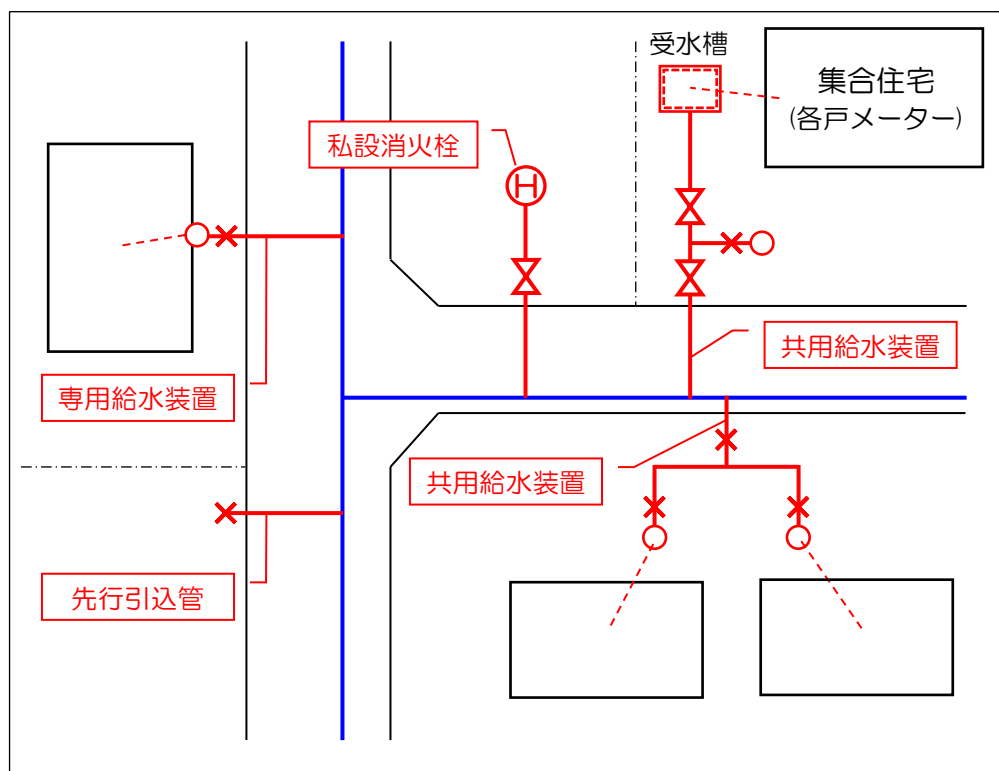 受水槽
集合住宅
(各戸メーター)
私設消火栓
H
共用給水装置
専用給水装置
共用給水装置
先行引込管